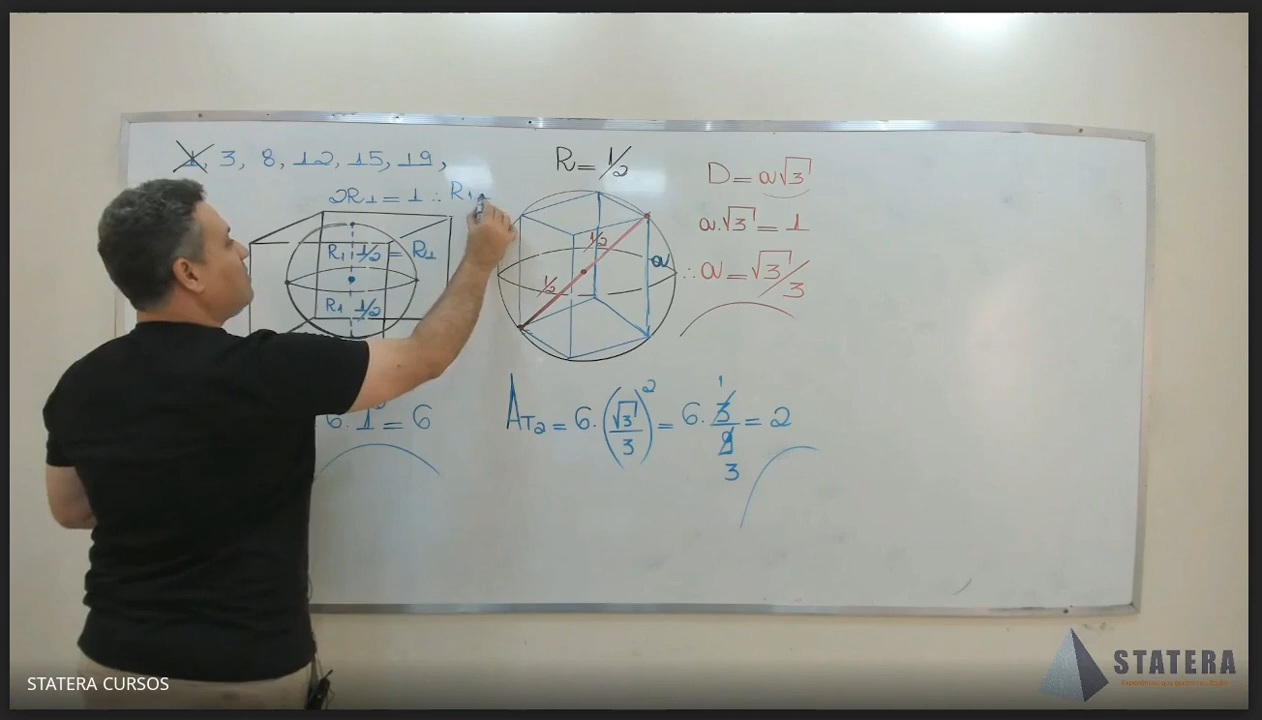 1, 3, 8, 12, 15, 19,
2R1 = 1 ∴ R1
R1 1/2 = R1
R1 1/2
6.1² = 6
R = 1/2
1/2
1/2
a
D = a√3
a.√3 = 1
∴ a = √3/3
AT2 = 6.(√3/3)² = 6. 3/9 = 2
1
3
STATERA CURSOS
STATERA